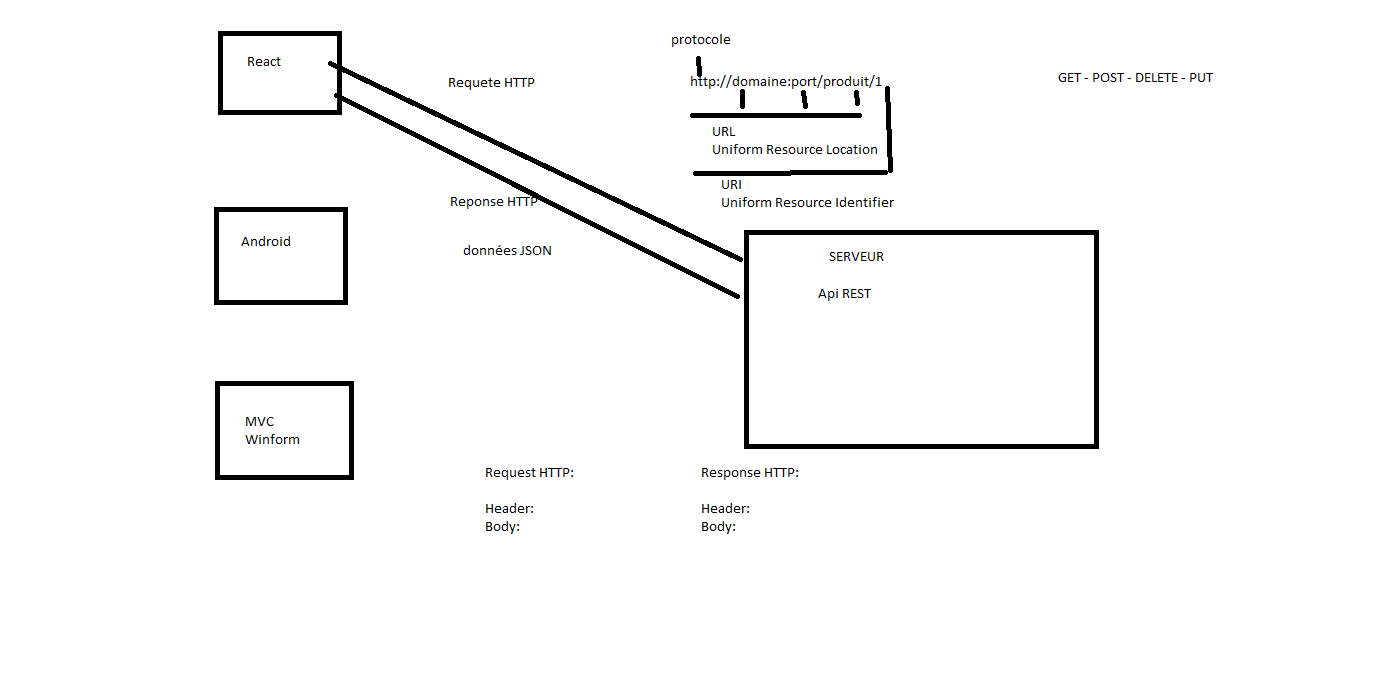 protocole
React
Requete HTTP
http://domaine:port/produit/1
GET - POST - DELETE - PUT
URL
Uniform Resource Location
URI
Uniform Resource Identifier
Reponse HTTP
données JSON
Android
SERVEUR
Api REST
MVC
Winform
Request HTTP:
Header:
Body:
Response HTTP:
Header:
Body: